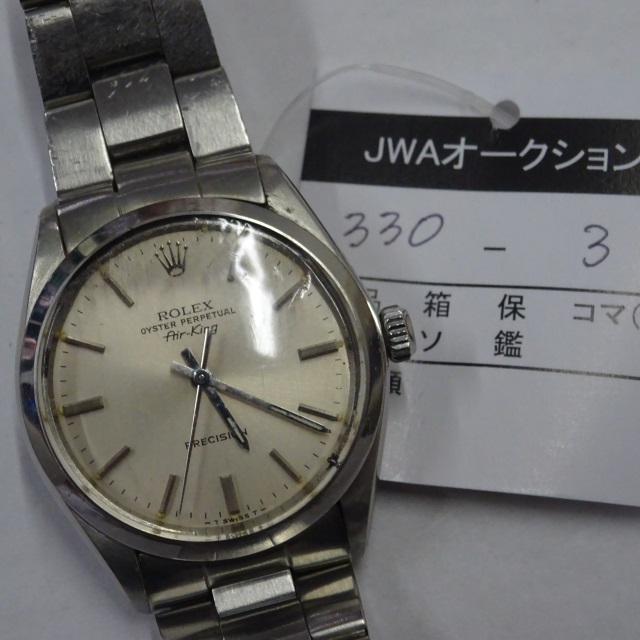 ROLEX
OYSTER PERPETUAL
Air-King
PRECISION
JWAオークション
330 - 3
箱 保 コマ(
ソ 鑑